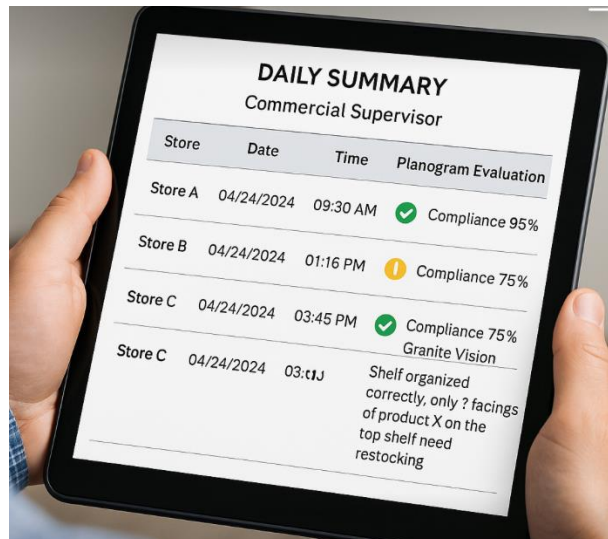 DAILY SUMMARY
Commercial Supervisor
Store Date Time Planogram Evaluation
Store A 04/24/2024 09:30 AM Compliance 95%
Store B 04/24/2024 01:16 PM Compliance 75%
Store C 04/24/2024 03:45 PM Compliance 75%
Granite Vision
Store C 04/24/2024 Shelf organized
correctly, only ? facings
of product X on the
top shelf need
restocking